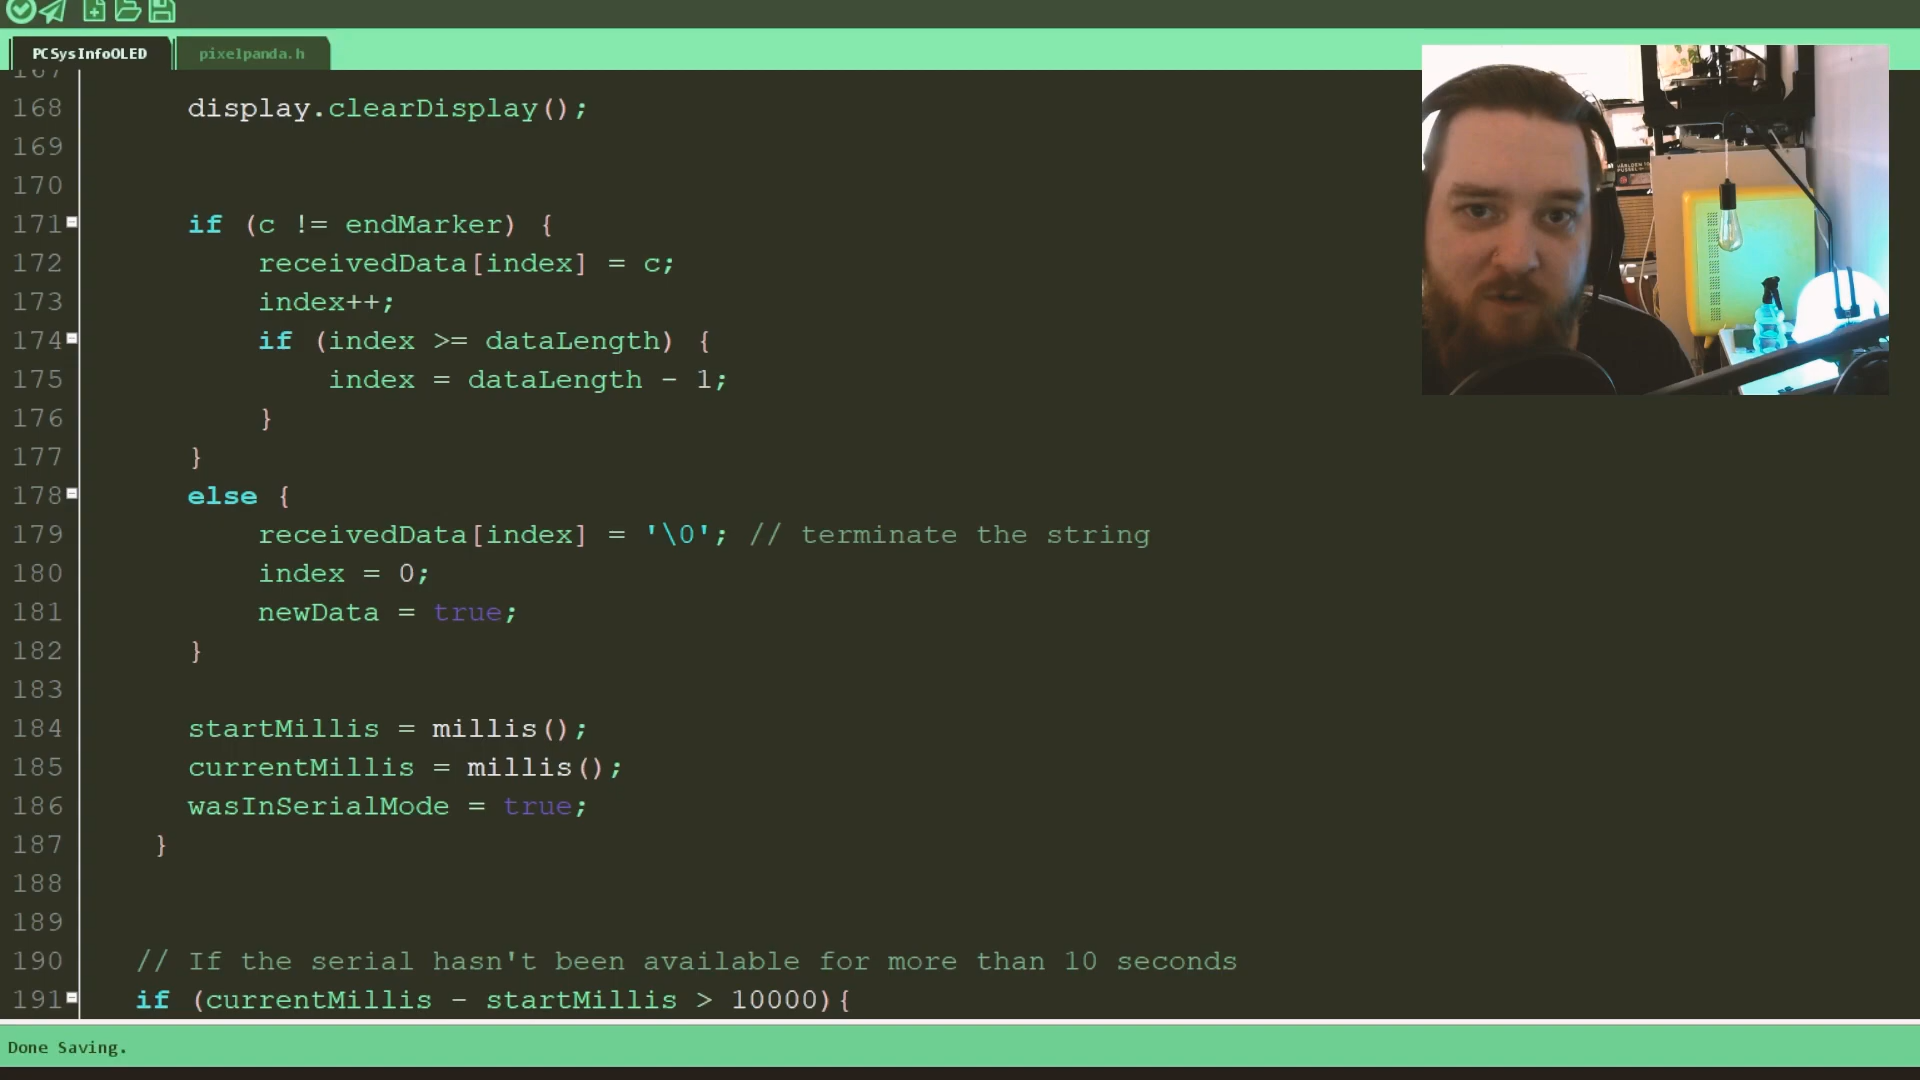 PCSysInfoOLED pixelpanda.h
167
168 display.clearDisplay();
169
170
171 if (c != endMarker) {
172 receivedData[index] = c;
173 index++;
174 if (index >= dataLength) {
175 index = dataLength - 1;
176 }
177 }
178 else {
179 receivedData[index] = '\0'; // terminate the string
180 index = 0;
181 newData = true;
182 }
183
184 startMillis = millis();
185 currentMillis = millis();
186 wasInSerialMode = true;
187 }
188
189
190 // If the serial hasn't been available for more than 10 seconds
191 if (currentMillis - startMillis > 10000){
Done Saving.